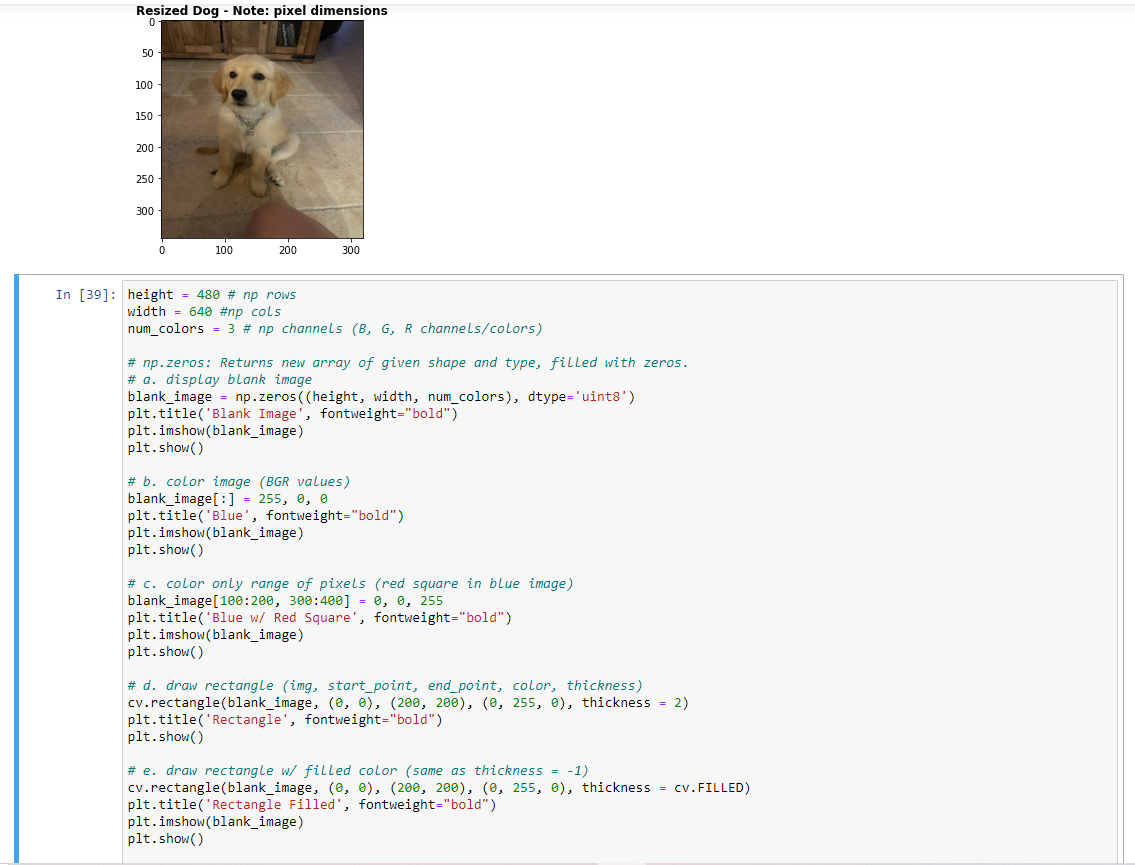 Resized Dog - Note: pixel dimensions
0
50
100
150
200
250
300
0 100 200 300
In [39]: height = 480 # np rows
width = 640 #np cols
num_colors = 3 # np channels (B, G, R channels/colors)
# np.zeros: Returns new array of given shape and type, filled with zeros.
# a. display blank image
blank_image = np.zeros((height, width, num_colors), dtype='uint8')
plt.title('Blank Image', fontweight="bold")
plt.imshow(blank_image)
plt.show()
# b. color image (BGR values)
blank_image[:] = 255, 0, 0
plt.title('Blue', fontweight="bold")
plt.imshow(blank_image)
plt.show()
# c. color only range of pixels (red square in blue image)
blank_image[100:200, 300:400] = 0, 0, 255
plt.title('Blue w/ Red Square', fontweight="bold")
plt.imshow(blank_image)
plt.show()
# d. draw rectangle (img, start_point, end_point, color, thickness)
cv.rectangle(blank_image, (0, 0), (200, 200), (0, 255, 0), thickness = 2)
plt.title('Rectangle', fontweight="bold")
plt.show()
# e. draw rectangle w/ filled color (same as thickness = -1)
cv.rectangle(blank_image, (0, 0), (200, 200), (0, 255, 0), thickness = cv.FILLED)
plt.title('Rectangle Filled', fontweight="bold")
plt.imshow(blank_image)
plt.show()